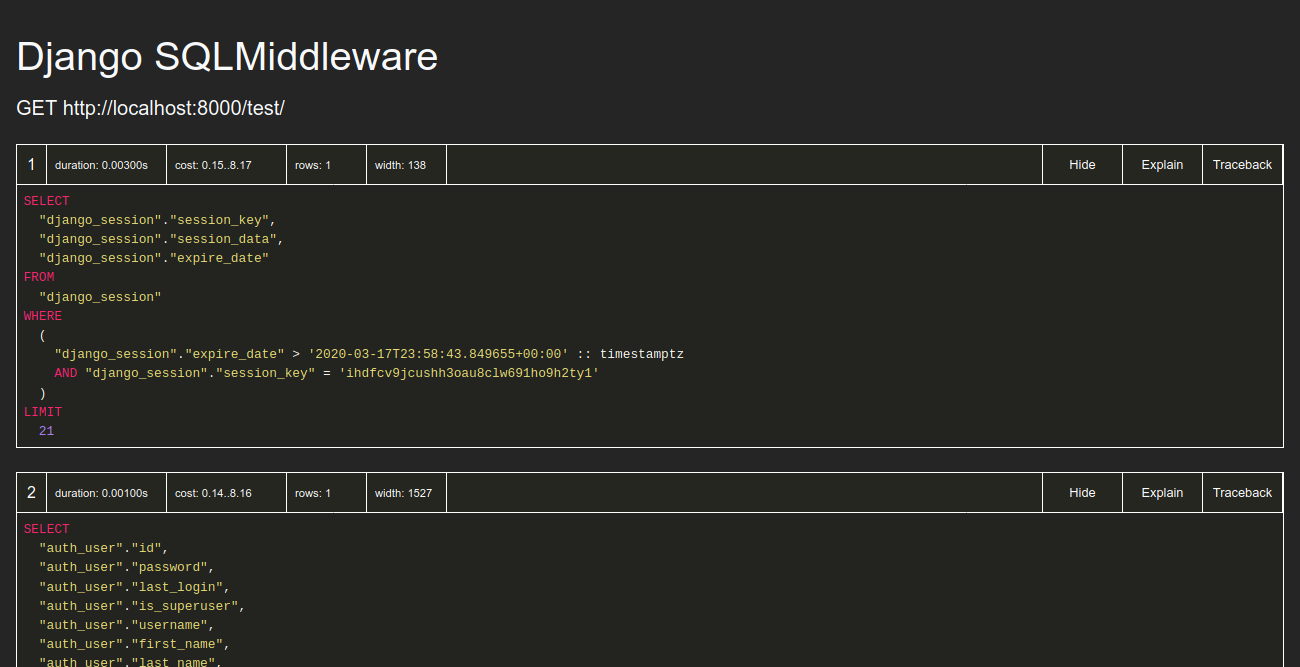 Django SQLMiddleware
GET http://localhost:8000/test/
1 duration: 0.00300s cost: 0.15..8.17 rows: 1 width: 138 Hide Explain Traceback
SELECT
"django_session"."session_key",
"django_session"."session_data",
"django_session"."expire_date"
FROM
"django_session"
WHERE
(
"django_session"."expire_date" > '2020-03-17T23:58:43.849655+00:00' :: timestamptz
AND "django_session"."session_key" = 'ihdfcv9jcushh3oau8clw691ho9h2ty1'
)
LIMIT
21
2 duration: 0.00100s cost: 0.14..8.16 rows: 1 width: 1527 Hide Explain Traceback
SELECT
"auth_user"."id",
"auth_user"."password",
"auth_user"."last_login",
"auth_user"."is_superuser",
"auth_user"."username",
"auth_user"."first_name",
"auth_user"."last_name",